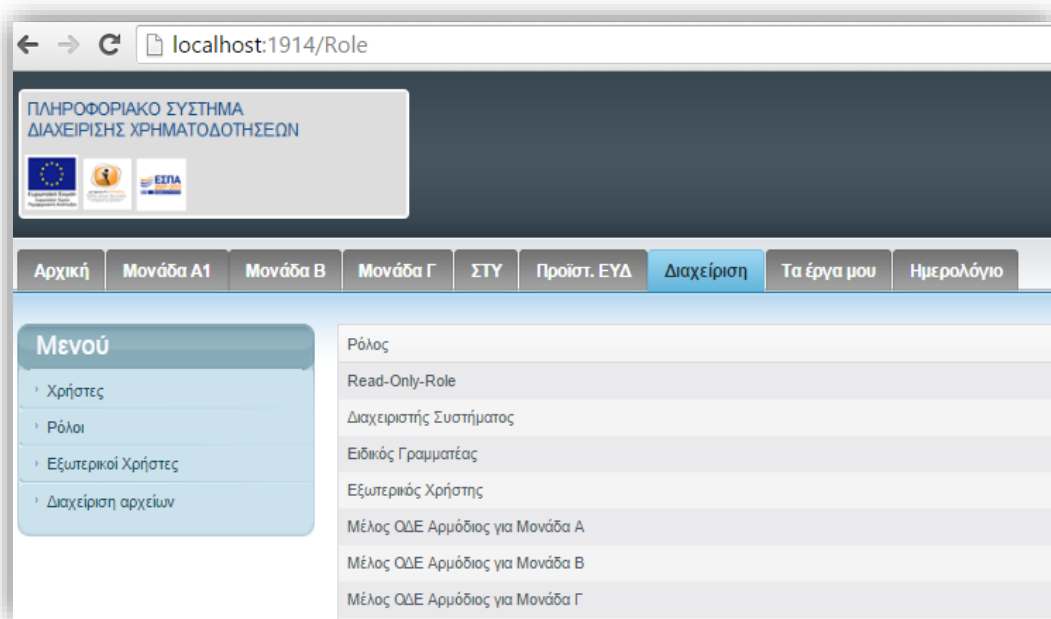 localhost:1914/Role
ΠΛΗΡΟΦΟΡΙΑΚΟ ΣΥΣΤΗΜΑ
ΔΙΑΧΕΙΡΙΣΗΣ ΧΡΗΜΑΤΟΔΟΤΗΣΕΩΝ
ΕΣΠΑ
Αρχική Μονάδα Α1 Μονάδα Β Μονάδα Γ ΣΤΥ Προϊστ. ΕΥΔ Διαχείριση Τα έργα μου Ημερολόγιο
Μενού
Χρήστες
Ρόλοι
Εξωτερικοί Χρήστες
Διαχείριση αρχείων
Ρόλος
Read-Only-Role
Διαχειριστής Συστήματος
Ειδικός Γραμματέας
Εξωτερικός Χρήστης
Μέλος ΟΔΕ Αρμόδιος για Μονάδα Α
Μέλος ΟΔΕ Αρμόδιος για Μονάδα Β
Μέλος ΟΔΕ Αρμόδιος για Μονάδα Γ